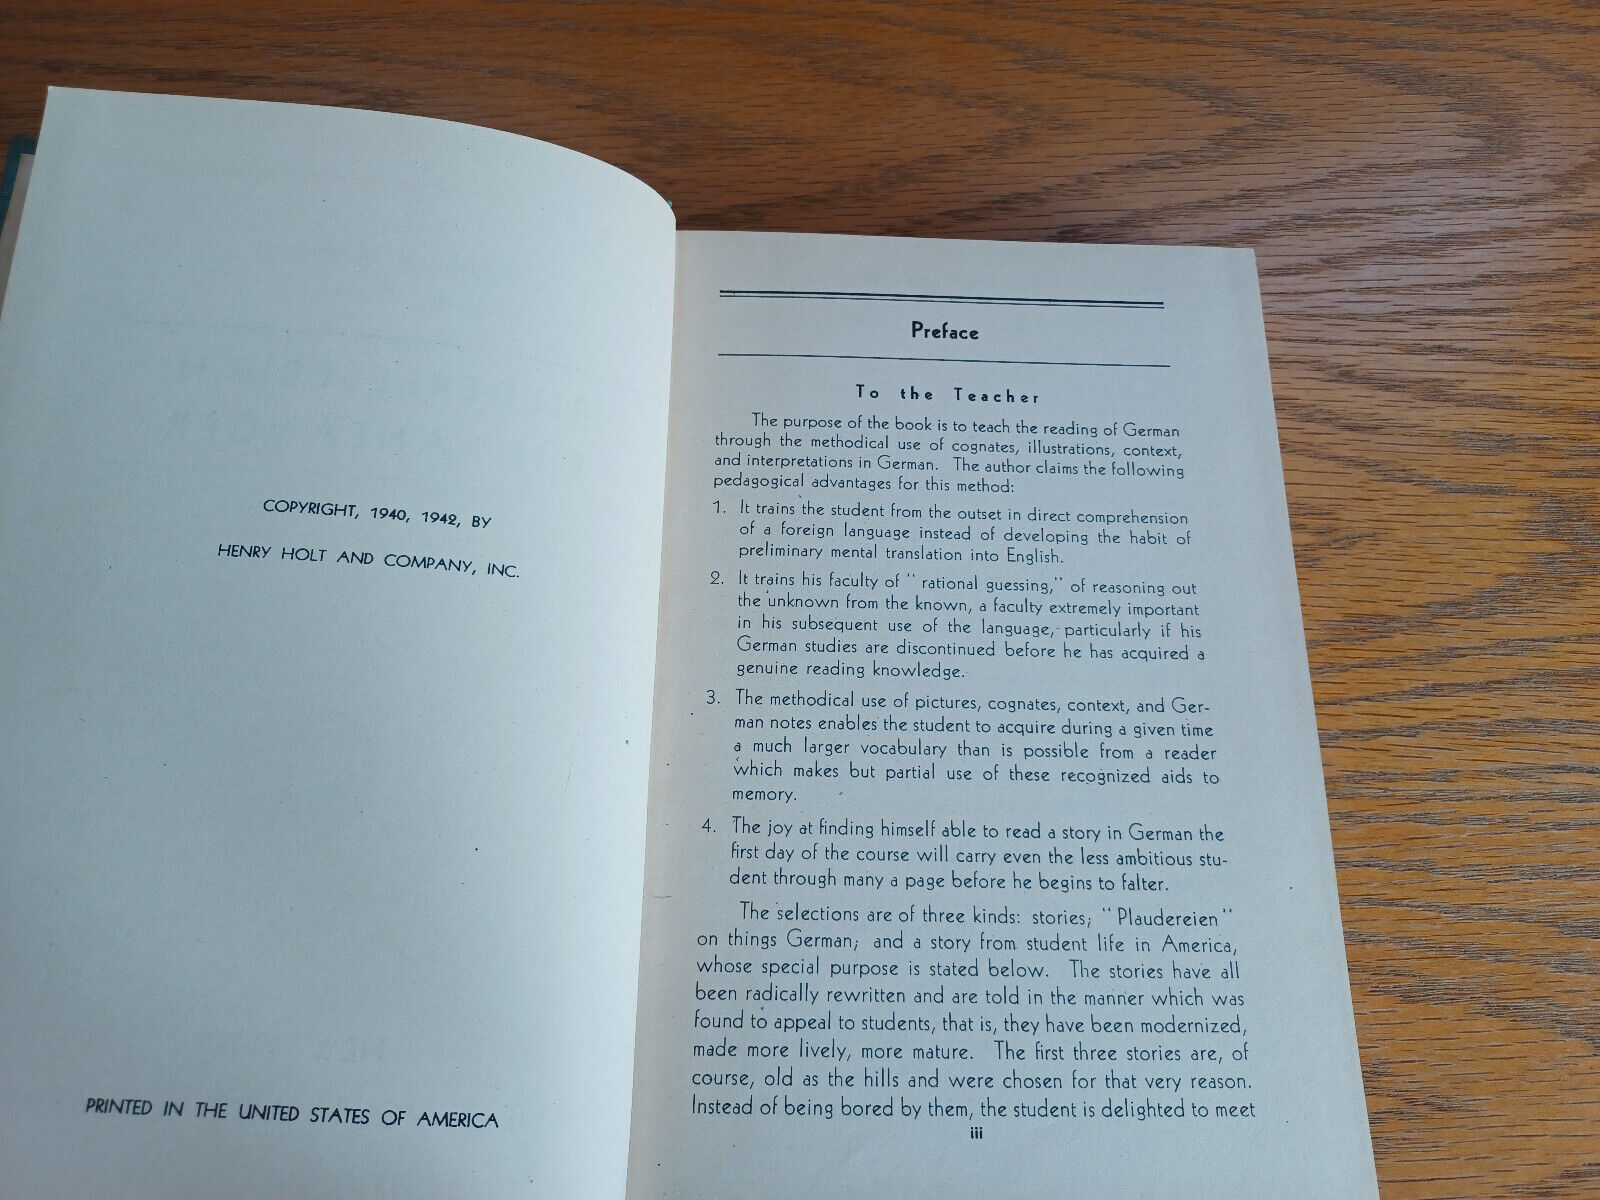 COPYRIGHT, 1940, 1942, BY
HENRY HOLT AND COMPANY, INC.
PRINTED IN THE UNITED STATES OF AMERICA
Preface
To the Teacher
The purpose of the book is to teach the reading of German
through the methodical use of cognates, illustrations, context,
and interpretations in German. The author claims the following
pedagogical advantages for this method:
1. It trains the student from the outset in direct comprehension
of a foreign language instead of developing the habit of
preliminary mental translation into English.
2. It trains his faculty of "rational guessing," of reasoning out
the unknown from the known, a faculty extremely important
in his subsequent use of the language, particularly if his
German studies are discontinued before he has acquired a
genuine reading knowledge.
3. The methodical use of pictures, cognates, context, and Ger-
man notes enables the student to acquire during a given time
a much larger vocabulary than is possible from a reader
which makes but partial use of these recognized aids to
memory.
4. The joy at finding himself able to read a story in German the
first day of the course will carry even the less ambitious stu-
dent through many a page before he begins to falter.
The selections are of three kinds: stories; "Plaudereien"
on things German; and a story from student life in America,
whose special purpose is stated below. The stories have all
been radically rewritten and are told in the manner which was
found to appeal to students, that is, they have been modernized,
made more lively, more mature. The first three stories are, of
course, old as the hills and were chosen for that very reason.
Instead of being bored by them, the student is delighted to meet
iii